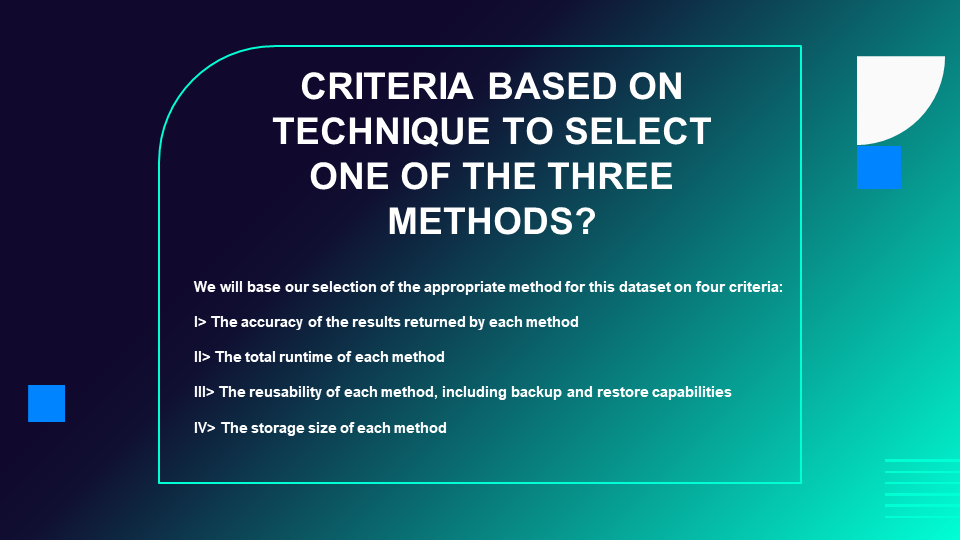 CRITERIA BASED ON
TECHNIQUE TO SELECT
ONE OF THE THREE
METHODS?
We will base our selection of the appropriate method for this dataset on four criteria:
I> The accuracy of the results returned by each method
II> The total runtime of each method
III> The reusability of each method, including backup and restore capabilities
IV> The storage size of each method